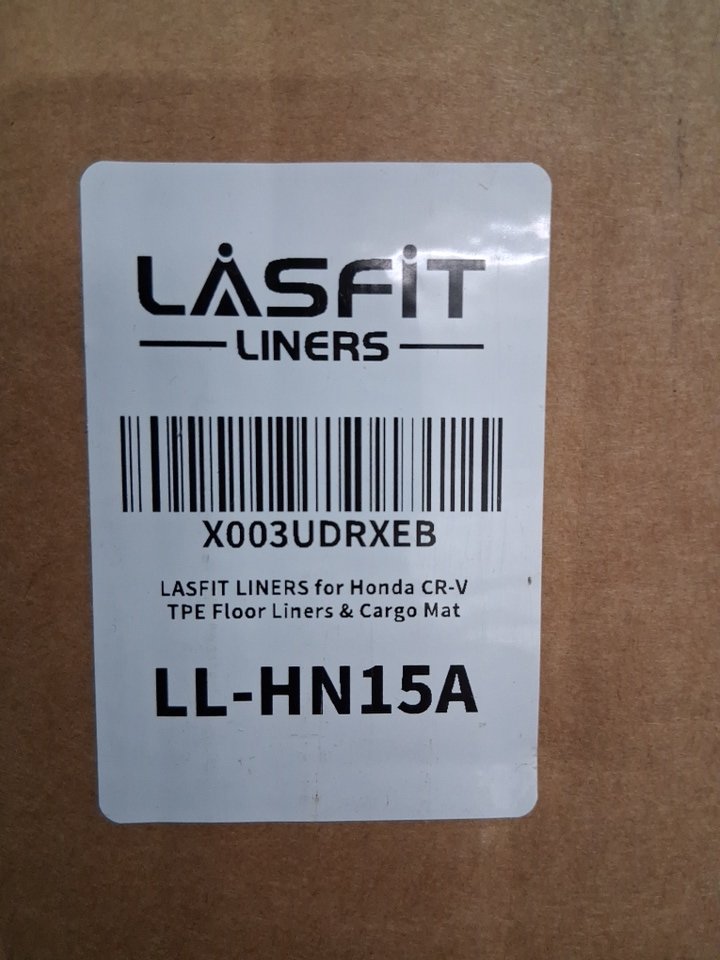 LASFIT
LINERS
X003UDRXEB
LASFIT LINERS for Honda CR-V
TPE Floor Liners & Cargo Mat
LL-HN15A